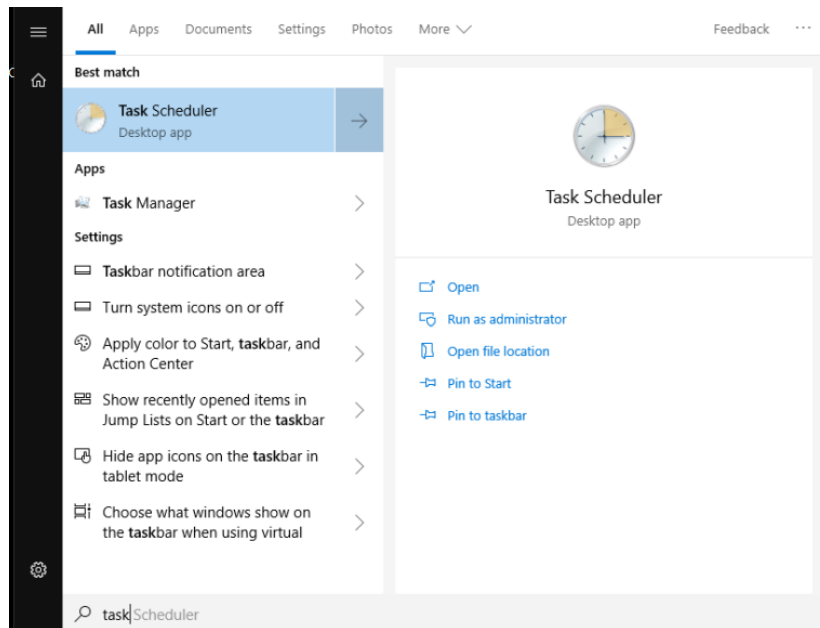 All Apps Documents Settings Photos More Feedback ...
Best match
Task Scheduler
Desktop app
Apps
Task Manager
Settings
Taskbar notification area
Turn system icons on or off
Apply color to Start, taskbar, and
Action Center
Show recently opened items in
Jump Lists on Start or the taskbar
Hide app icons on the taskbar in
tablet mode
Choose what windows show on
the taskbar when using virtual
Task Scheduler
Desktop app
Open
Run as administrator
Open file location
Pin to Start
Pin to taskbar
task Scheduler